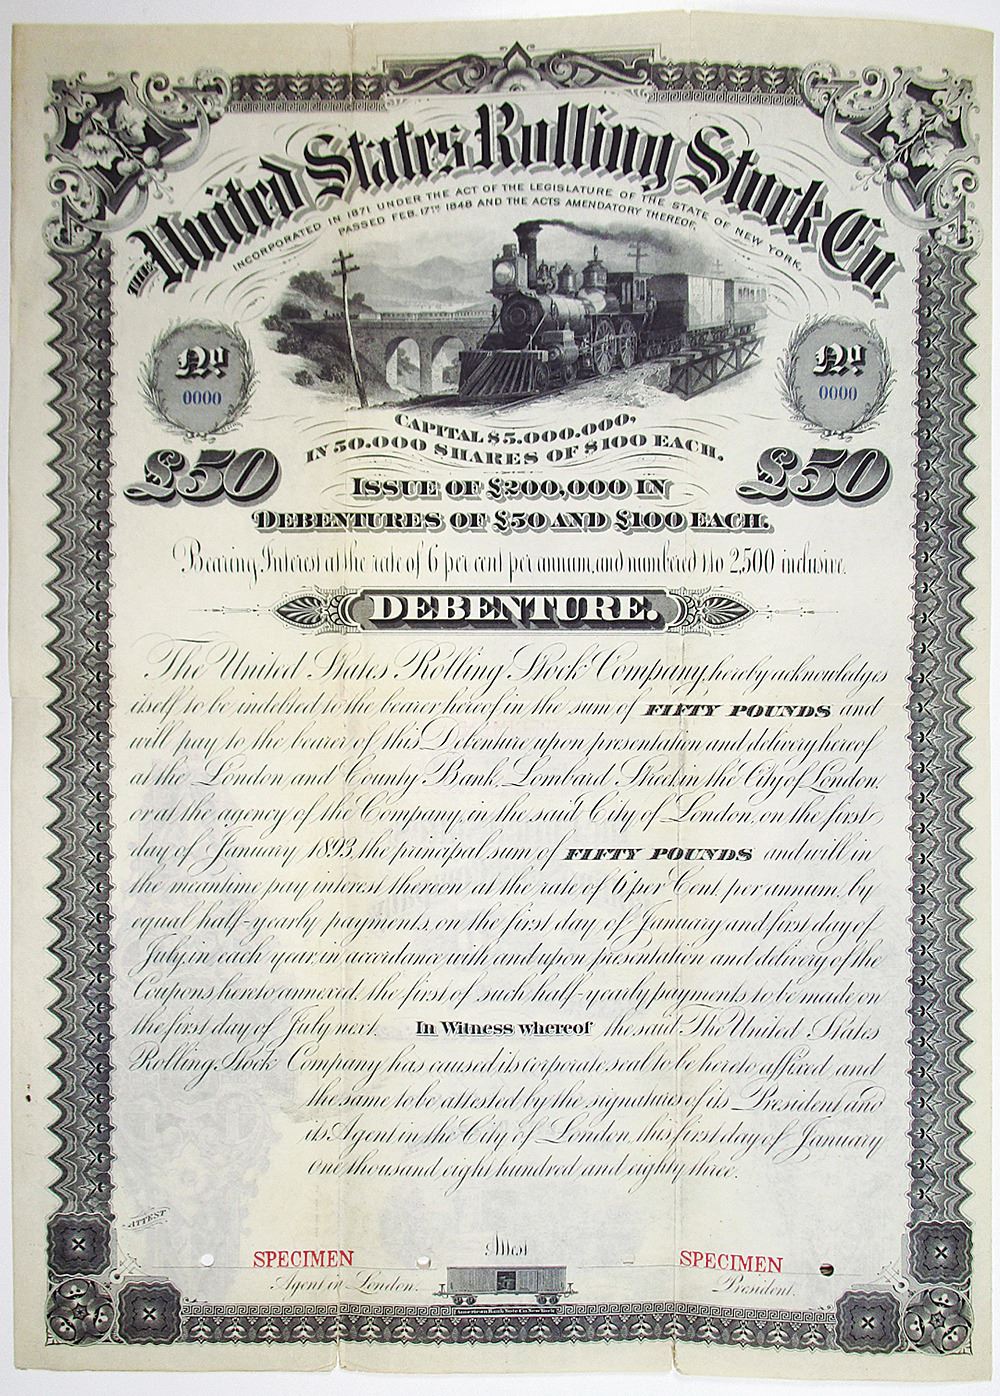 The United States Rolling Stock Co
INCORPORATED IN 1871 UNDER THE ACT OF THE LEGISLATURE OF THE STATE OF NEW YORK,
PASSED FEB. 17TH 1848 AND THE ACTS AMENDATORY THEREOF.
No
0000
No
0000
CAPITAL $5.000.000,
IN 50.000 SHARES OF $100 EACH.
£50
£50
ISSUE OF £200,000 IN
DEBENTURES OF £50 AND £100 EACH.
Bearing Interest at the rate of 6 per cent per annum, and numbered 1 to 2,500 inclusive.
DEBENTURE.
The United States Rolling Stock Company, hereby acknowledges
itself to be indebted to the bearer hereof in the sum of FIFTY POUNDS and
will pay to the bearer of this Debenture upon presentation and delivery hereof
at the London and County Bank, Lombard Street, in the City of London,
or at the agency of the Company, in the said City of London, on the first
day of January 1893, the principal sum of FIFTY POUNDS and will in
the meantime pay interest thereon at the rate of 6 per Cent. per annum, by
equal half-yearly payments, on the first day of January and first day of
July, in each year, in accordance with and upon presentation and delivery of the
Coupons hereto annexed, the first of such half-yearly payments to be made on
the first day of July next. In Witness whereof the said The United States
Rolling Stock Company has caused its corporate seal to be hereto affixed, and
the same to be attested by the signatures of its President and
its Agent in the City of London, this first day of January
one thousand eight hundred and eighty three.
ATTEST
Attest
SPECIMEN
SPECIMEN
Agent in London.
President.
American Bank Note Co. New York